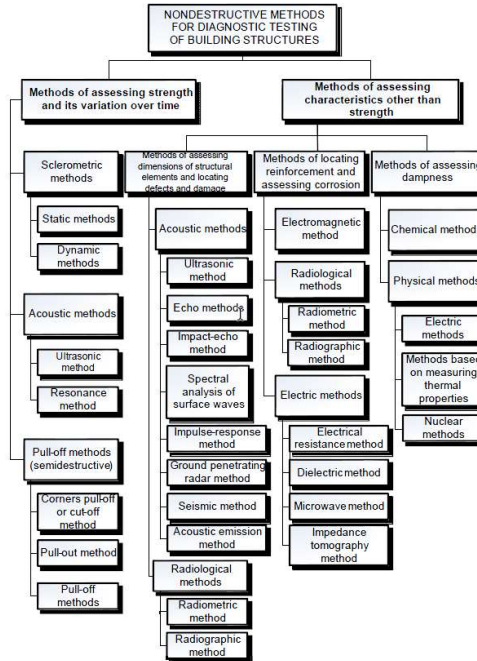 NONDESTRUCTIVE METHODS
FOR DIAGNOSTIC TESTING
OF BUILDING STRUCTURES
Methods of assessing strength
and its variation over time
Methods of assessing
characteristics other than
strength
Sclerometric
methods
Static methods
Dynamic
methods
Acoustic methods
Ultrasonic
method
Resonance
method
Pull-off methods
(semidestructive)
Corners pull-off
or cut-off
method
Pull-out method
Pull-off
methods
Methods of assessing
dimensions of structural
elements and locating
defects and damage
Acoustic methods
Ultrasonic
method
Echo methods
Impact-echo
method
Spectral
analysis of
surface waves
Impulse-response
method
Ground penetrating
radar method
Seismic method
Acoustic emission
method
Radiological
methods
Radiometric
method
Radiographic
method
Methods of locating
reinforcement and
assessing corrosion
Electromagnetic
method
Radiological
methods
Radiometric
method
Radiographic
method
Electric methods
Electrical
resistance method
Dielectric method
Microwave method
Impedance
tomography
method
Methods of assessing
dampness
Chemical methods
Physical methods
Electric
methods
Methods based
on measuring
thermal
properties
Nuclear
methods